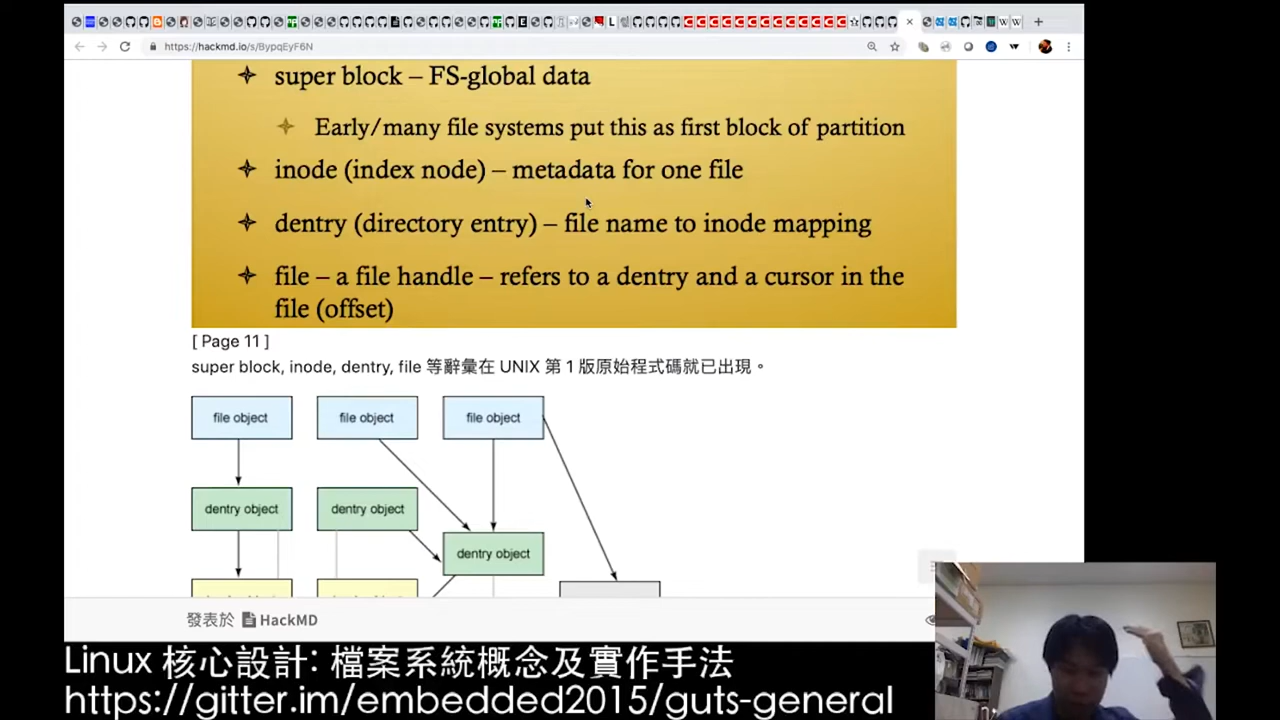 https://hackmd.io/s/BypqEyF6N
super block – FS-global data
Early/many file systems put this as first block of partition
inode (index node) – metadata for one file
dentry (directory entry) – file name to inode mapping
file – a file handle – refers to a dentry and a cursor in the
file (offset)
[ Page 11 ]
super block, inode, dentry, file 等辭彙在 UNIX 第 1 版原始程式碼就已出現。
file object
file object
file object
dentry object
dentry object
dentry object
發表於 HackMD
Linux 核心設計: 檔案系統概念及實作手法
https://gitter.im/embedded2015/guts-general